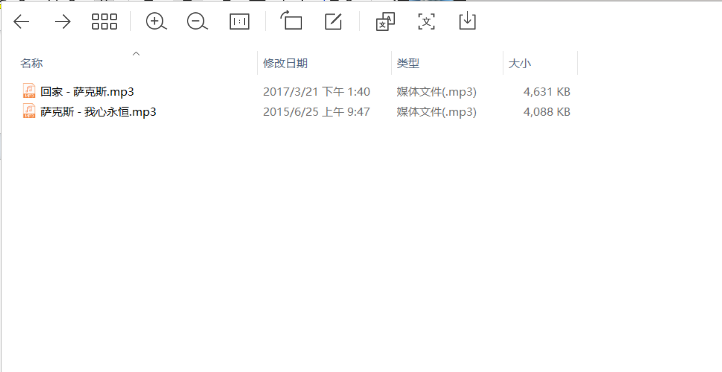 名称 修改日期 类型 大小
回家 - 萨克斯.mp3 2017/3/21 下午 1:40 媒体文件(.mp3) 4,631 KB
萨克斯 - 我心永恒.mp3 2015/6/25 上午 9:47 媒体文件(.mp3) 4,088 KB